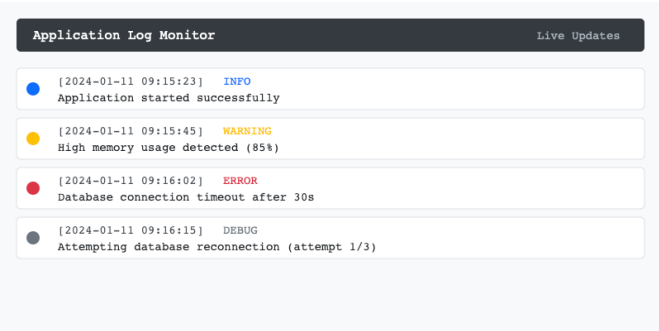 Application Log Monitor Live Updates
[2024-01-11 09:15:23] INFO
Application started successfully
[2024-01-11 09:15:45] WARNING
High memory usage detected (85%)
[2024-01-11 09:16:02] ERROR
Database connection timeout after 30s
[2024-01-11 09:16:15] DEBUG
Attempting database reconnection (attempt 1/3)